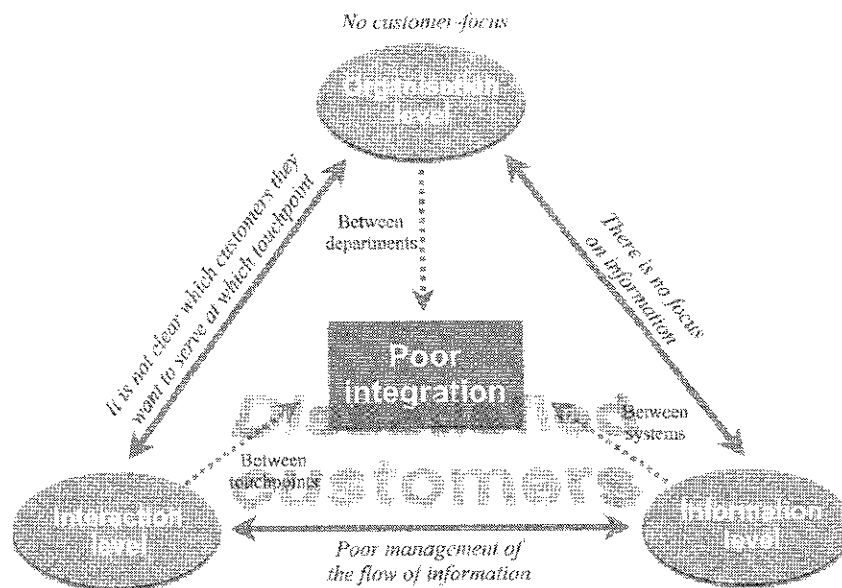 No customer-focus
Organisation
level
It is not clear which customers they
want to serve at which touchpoint
Between
departments
There is no focus
on information
Poor
integration
customers
Between
touchpoints
Between
systems
Interaction
level
Information
level
Poor management of
the flow of information